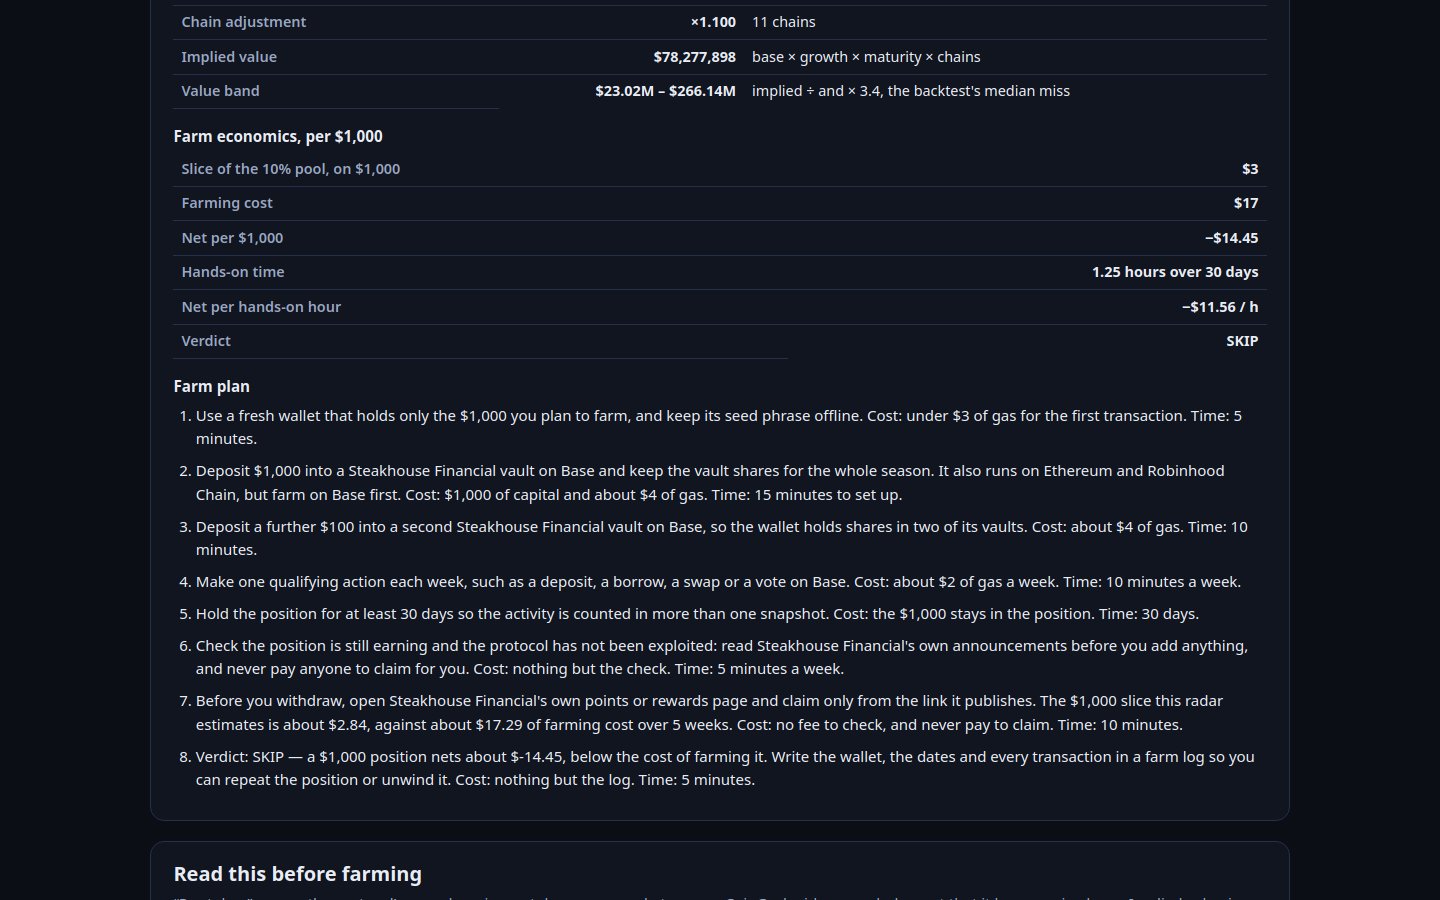 Chain adjustment ×1.100 11 chains
Implied value $78,277,898 base × growth × maturity × chains
Value band $23.02M – $266.14M implied ÷ and × 3.4, the backtest's median miss
Farm economics, per $1,000
Slice of the 10% pool, on $1,000 $3
Farming cost $17
Net per $1,000 −$14.45
Hands-on time 1.25 hours over 30 days
Net per hands-on hour −$11.56 / h
Verdict SKIP
Farm plan
1. Use a fresh wallet that holds only the $1,000 you plan to farm, and keep its seed phrase offline. Cost: under $3 of gas for the first transaction. Time: 5
minutes.
2. Deposit $1,000 into a Steakhouse Financial vault on Base and keep the vault shares for the whole season. It also runs on Ethereum and Robinhood
Chain, but farm on Base first. Cost: $1,000 of capital and about $4 of gas. Time: 15 minutes to set up.
3. Deposit a further $100 into a second Steakhouse Financial vault on Base, so the wallet holds shares in two of its vaults. Cost: about $4 of gas. Time: 10
minutes.
4. Make one qualifying action each week, such as a deposit, a borrow, a swap or a vote on Base. Cost: about $2 of gas a week. Time: 10 minutes a week.
5. Hold the position for at least 30 days so the activity is counted in more than one snapshot. Cost: the $1,000 stays in the position. Time: 30 days.
6. Check the position is still earning and the protocol has not been exploited: read Steakhouse Financial's own announcements before you add anything,
and never pay anyone to claim for you. Cost: nothing but the check. Time: 5 minutes a week.
7. Before you withdraw, open Steakhouse Financial's own points or rewards page and claim only from the link it publishes. The $1,000 slice this radar
estimates is about $2.84, against about $17.29 of farming cost over 5 weeks. Cost: no fee to check, and never pay to claim. Time: 10 minutes.
8. Verdict: SKIP — a $1,000 position nets about $-14.45, below the cost of farming it. Write the wallet, the dates and every transaction in a farm log so you
can repeat the position or unwind it. Cost: nothing but the log. Time: 5 minutes.
Read this before farming